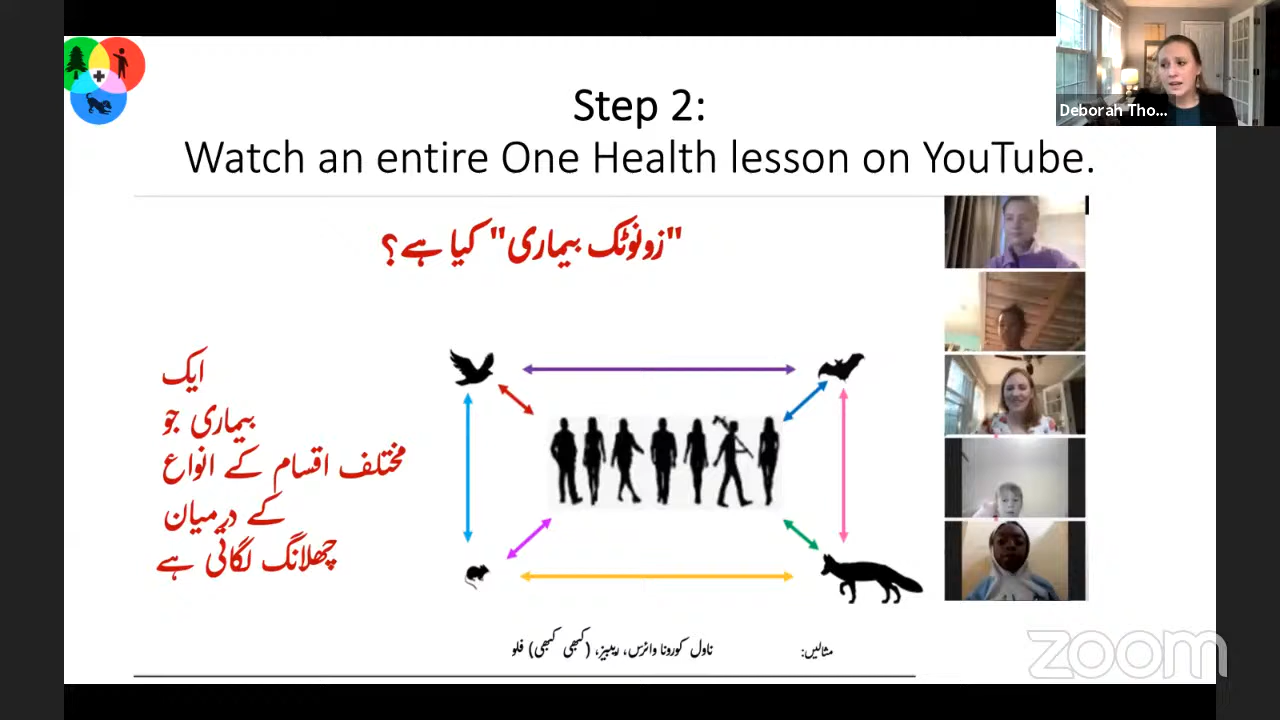 Step 2:
Watch an entire One Health lesson on YouTube.
Deborah Tho...
"زونوٹک بیماری" کیا ہے؟
ایک
بیماری جو
مختلف اقسام کے انواع
کے درمیان
چھلانگ لگاتی ہے
مثالیں: ناول کورونا وائرس، ریبیز، (کبھی کبھی) فلو
zoom